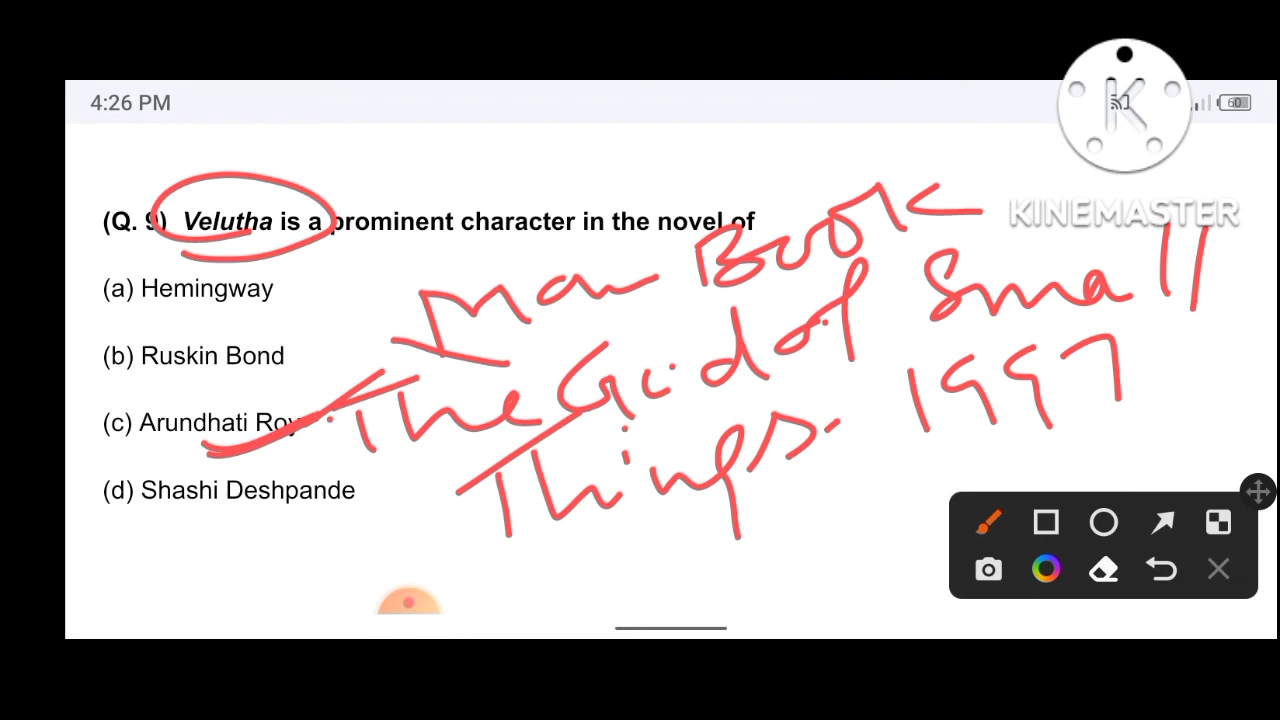 4:26 PM
60
KINEMASTER
(Q. 9) Velutha is a prominent character in the novel of
Man Book
(a) Hemingway
(b) Ruskin Bond
The God of Small
(c) Arundhati Roy
Things. 1997
(d) Shashi Deshpande